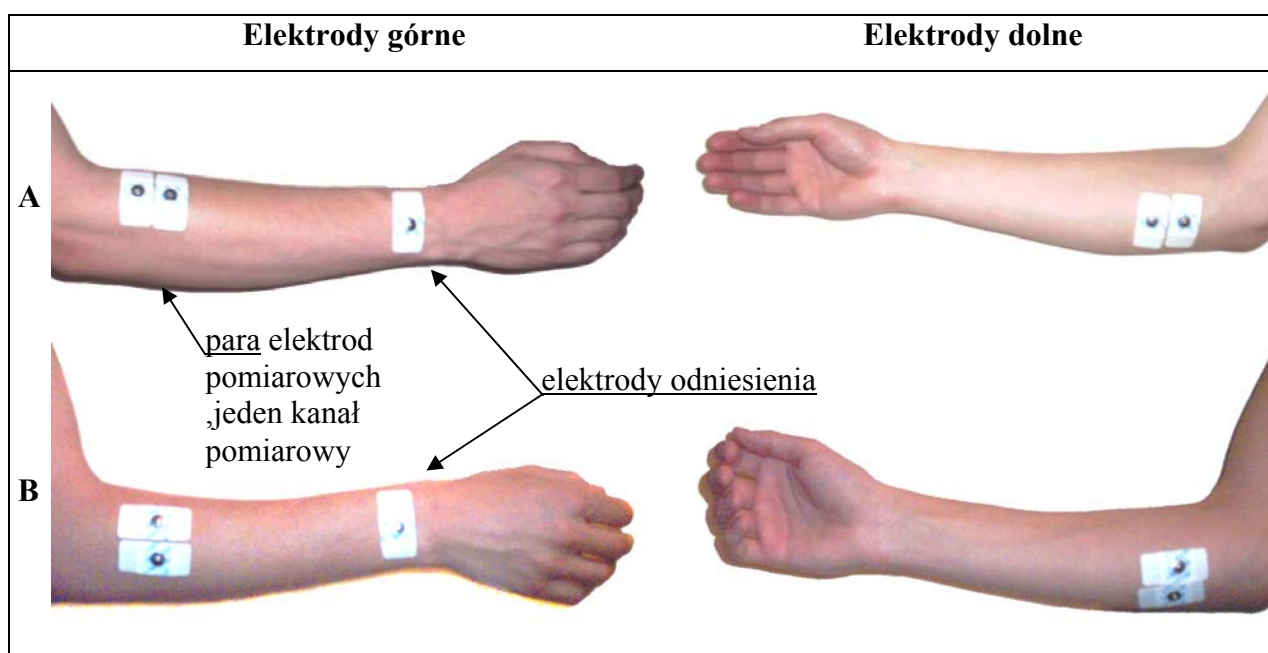 Elektrody górne
Elektrody dolne
A
para elektrod
pomiarowych
,jeden kanał
pomiarowy
elektrody odniesienia
B